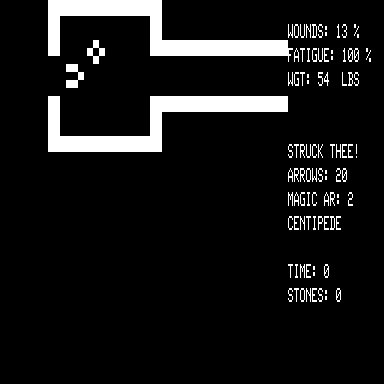 WOUNDS: 13 %
FATIGUE: 100 %
WGT: 54 LBS
STRUCK THEE!
ARROWS: 20
MAGIC AR: 2
CENTIPEDE
TIME: 0
STONES: 0